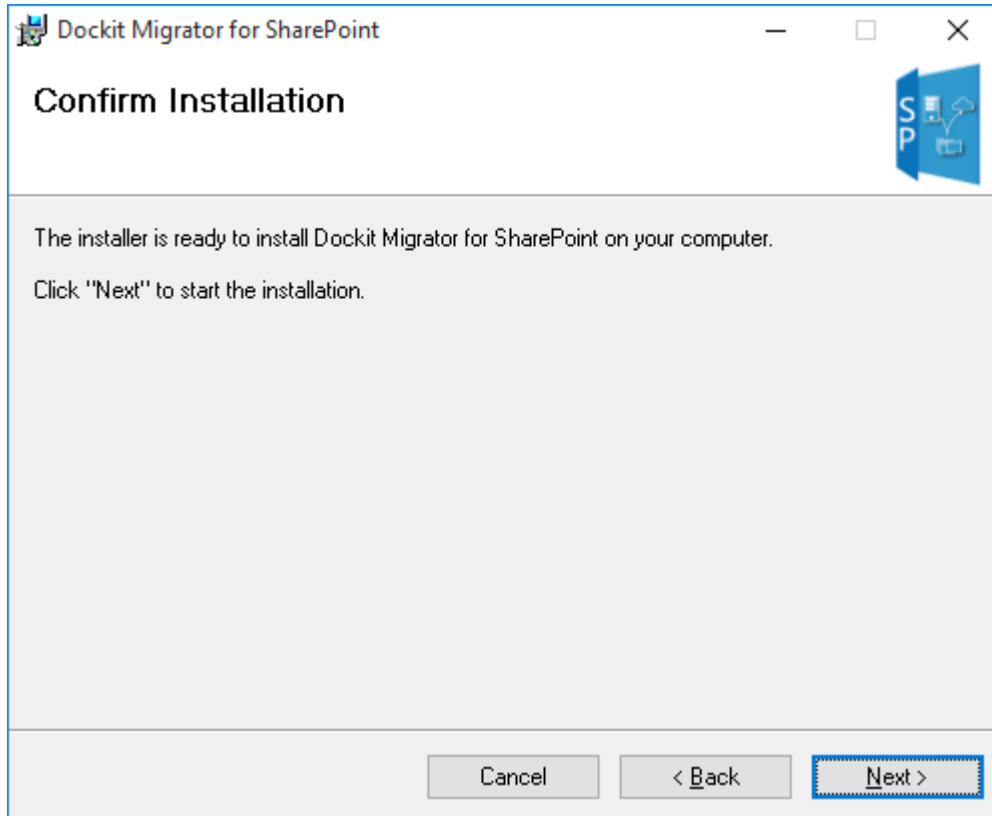 Dockit Migrator for SharePoint
Confirm Installation
SP
The installer is ready to install Dockit Migrator for SharePoint on your computer.
Click "Next" to start the installation.
Cancel
< Back
Next >